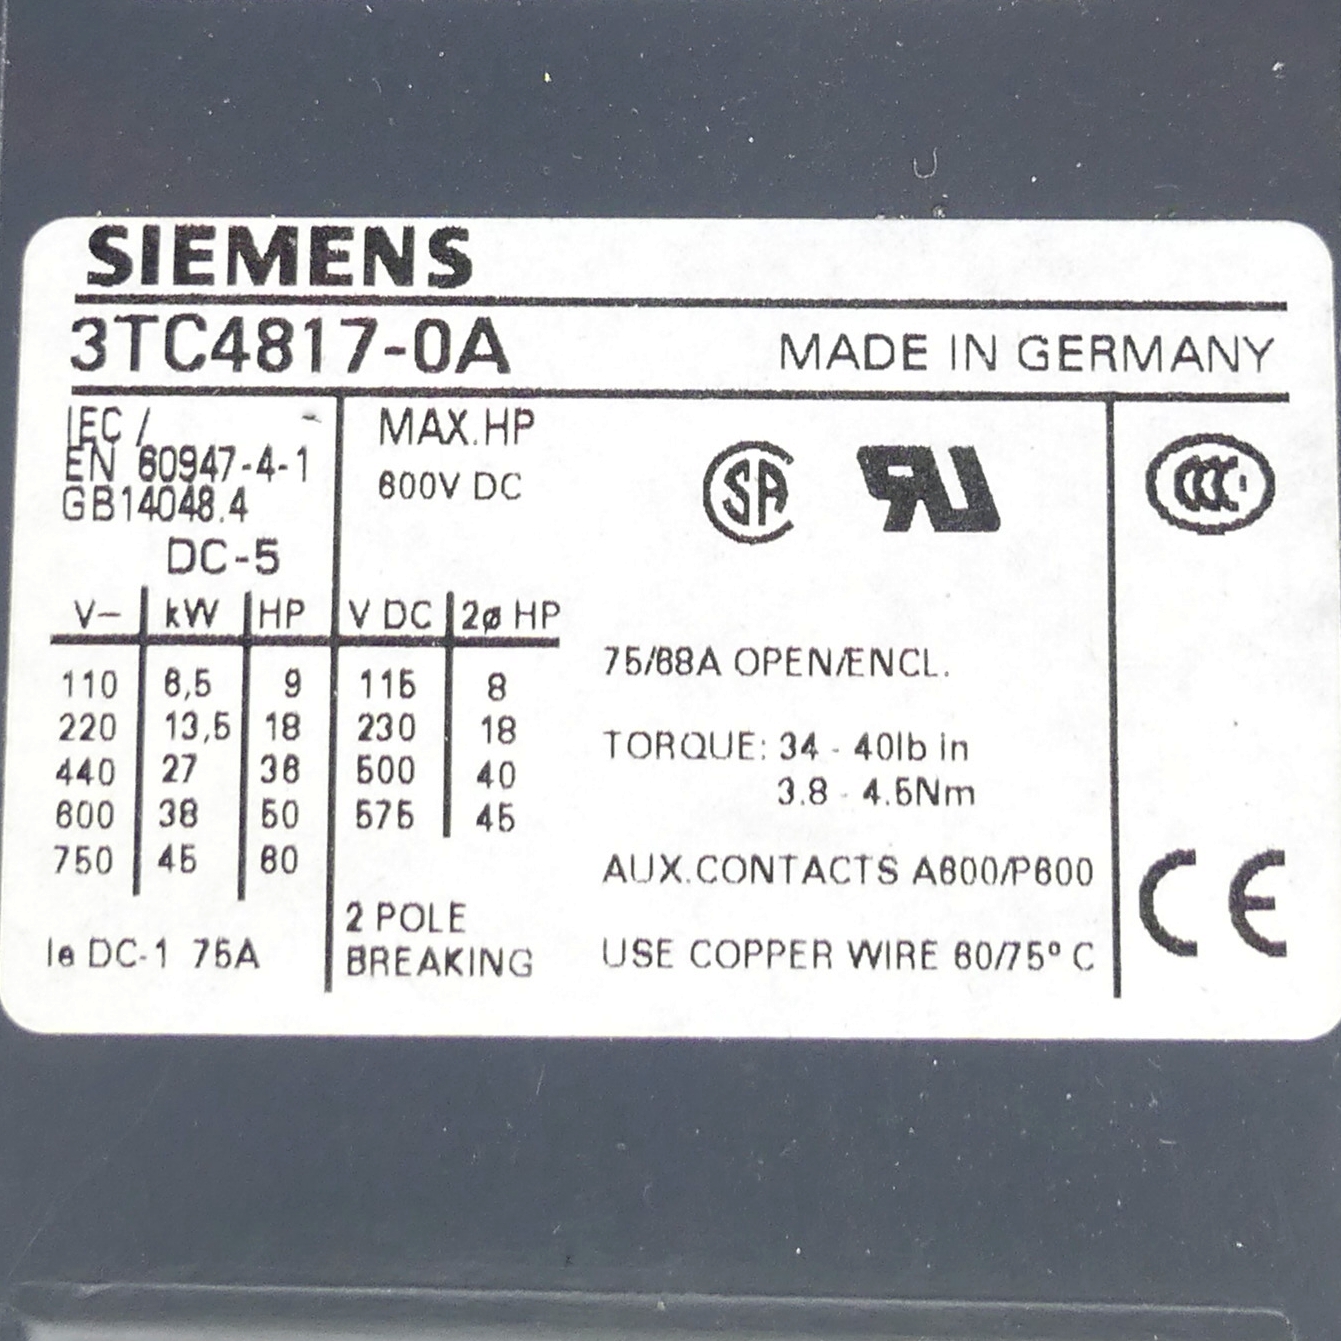 SIEMENS
3TC4817-0A
MADE IN GERMANY
IEC /
EN 60947-4-1
GB14048.4
DC-5
V– kW HP
110 6,5 9
220 13,5 18
440 27 36
600 38 50
750 45 60
Ie DC-1 75A
MAX.HP
600V DC
V DC 2ø HP
115 8
230 18
500 40
575 45
2 POLE
BREAKING
75/68A OPEN/ENCL.
TORQUE: 34 - 40lb in
3.8 - 4.5Nm
AUX.CONTACTS A600/P600
USE COPPER WIRE 60/75° C
CE